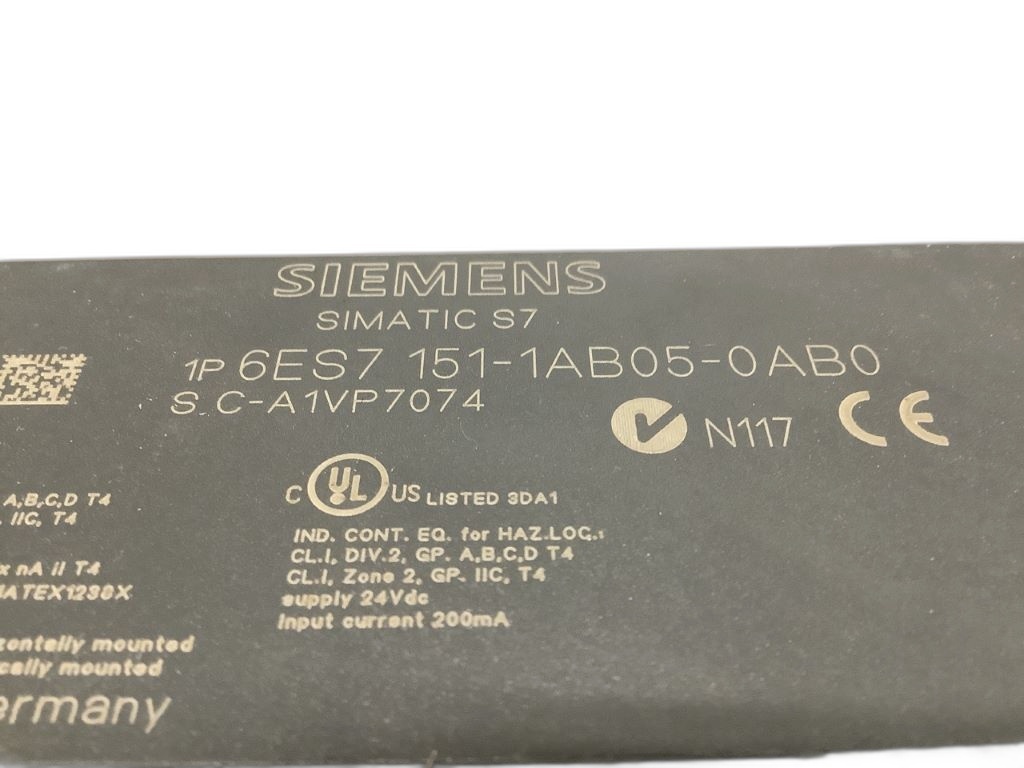 SIEMENS
SIMATIC S7
1P 6ES7 151-1AB05-0AB0
S C-A1VP7074
N117 CE
C UL US LISTED 3DA1
A,B,C,D T4
IIC, T4
nA II T4
ATEX1238X
zontally mounted
cally mounted
ermany
IND. CONT. EQ. for HAZ.LOC.:
CL.I, DIV.2, GP. A,B,C,D T4
CL.I, Zone 2, GP. IIC, T4
supply 24Vdc
Input current 200mA